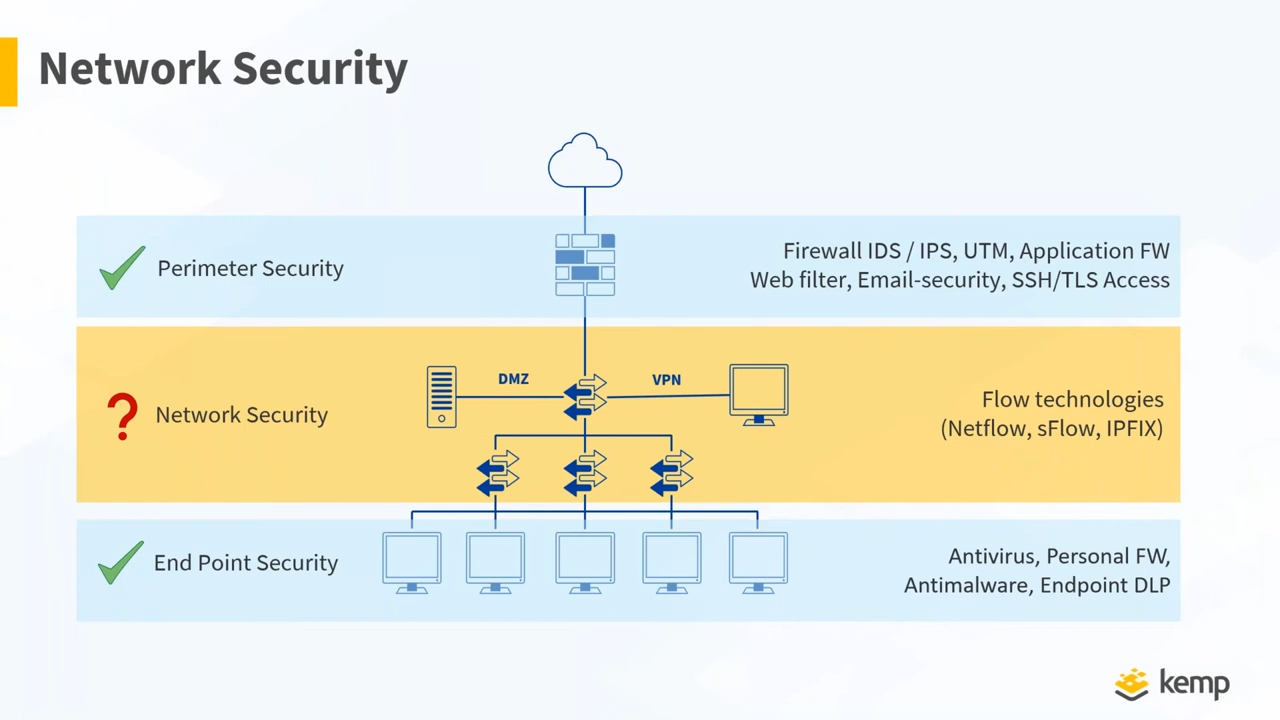 Network Security
Perimeter Security
Firewall IDS / IPS, UTM, Application FW
Web filter, Email-security, SSH/TLS Access
DMZ
VPN
?
Network Security
Flow technologies
(Netflow, sFlow, IPFIX)
End Point Security
Antivirus, Personal FW,
Antimalware, Endpoint DLP
kemp